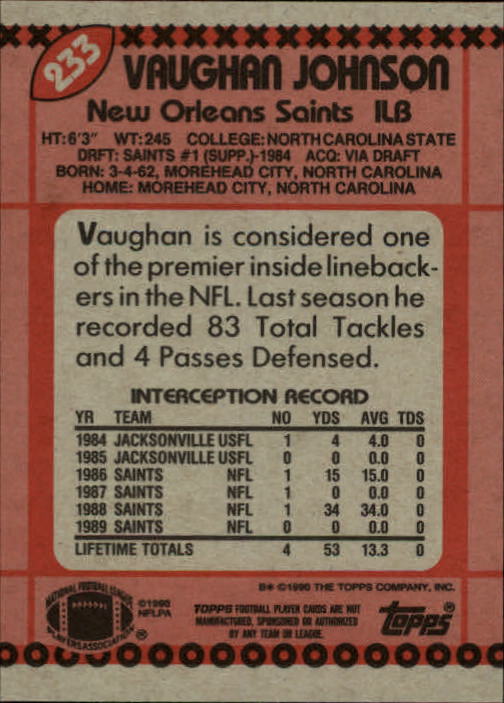 233
VAUGHAN JOHNSON
New Orleans Saints ILB
HT:6'3" WT:245 COLLEGE:NORTH CAROLINA STATE
DRFT: SAINTS #1 (SUPP.)-1984 ACQ: VIA DRAFT
BORN: 3-4-62, MOREHEAD CITY, NORTH CAROLINA
HOME: MOREHEAD CITY, NORTH CAROLINA
Vaughan is considered one
of the premier inside lineback-
ers in the NFL. Last season he
recorded 83 Total Tackles
and 4 Passes Defensed.
INTERCEPTION RECORD
YR TEAM NO YDS AVG TDS
1984 JACKSONVILLE USFL 1 4 4.0 0
1985 JACKSONVILLE USFL 0 0 0.0 0
1986 SAINTS NFL 1 15 15.0 0
1987 SAINTS NFL 1 0 0.0 0
1988 SAINTS NFL 1 34 34.0 0
1989 SAINTS NFL 0 0 0.0 0
LIFETIME TOTALS 4 53 13.3 0
B* ©1990 THE TOPPS COMPANY, INC.
NATIONAL FOOTBALL LEAGUE
PLAYERS ASSOCIATION ®
©1990
NFLPA
TOPPS FOOTBALL PLAYER CARDS ARE NOT
MANUFACTURED, SPONSORED OR AUTHORIZED
BY ANY TEAM OR LEAGUE.
Topps®